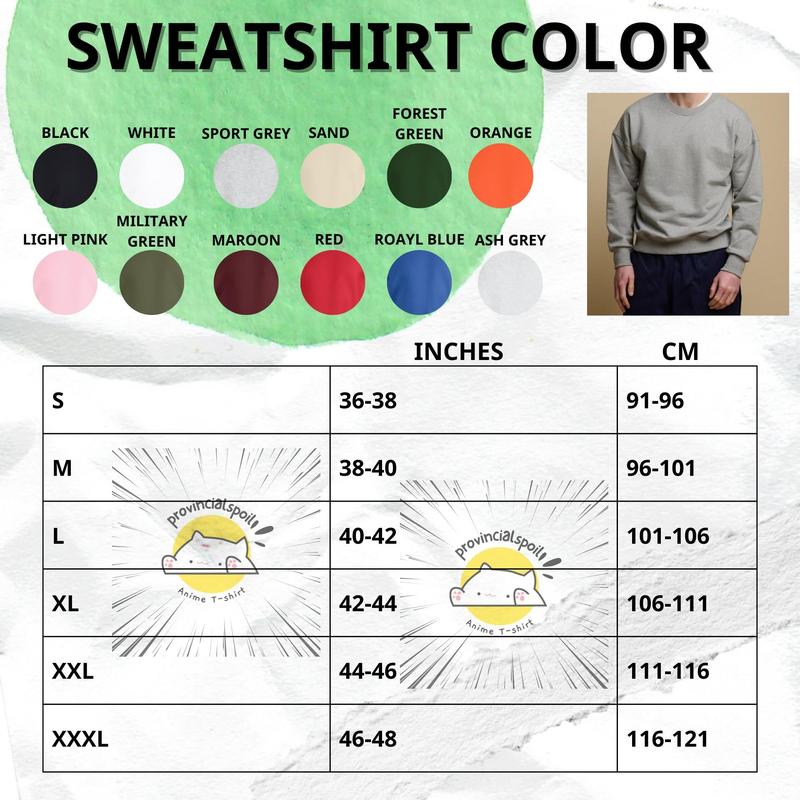 SWEATSHIRT COLOR
BLACK
WHITE
SPORT GREY
SAND
FOREST
GREEN
ORANGE
LIGHT PINK
MILITARY
GREEN
MAROON
RED
ROAYL BLUE
ASH GREY
INCHES CM
S 36-38 91-96
M 38-40 96-101
L 40-42 101-106
XL 42-44 106-111
XXL 44-46 111-116
XXXL 46-48 116-121
provincialspoil
Anime T-shirt
provincialspoil
Anime T-shirt